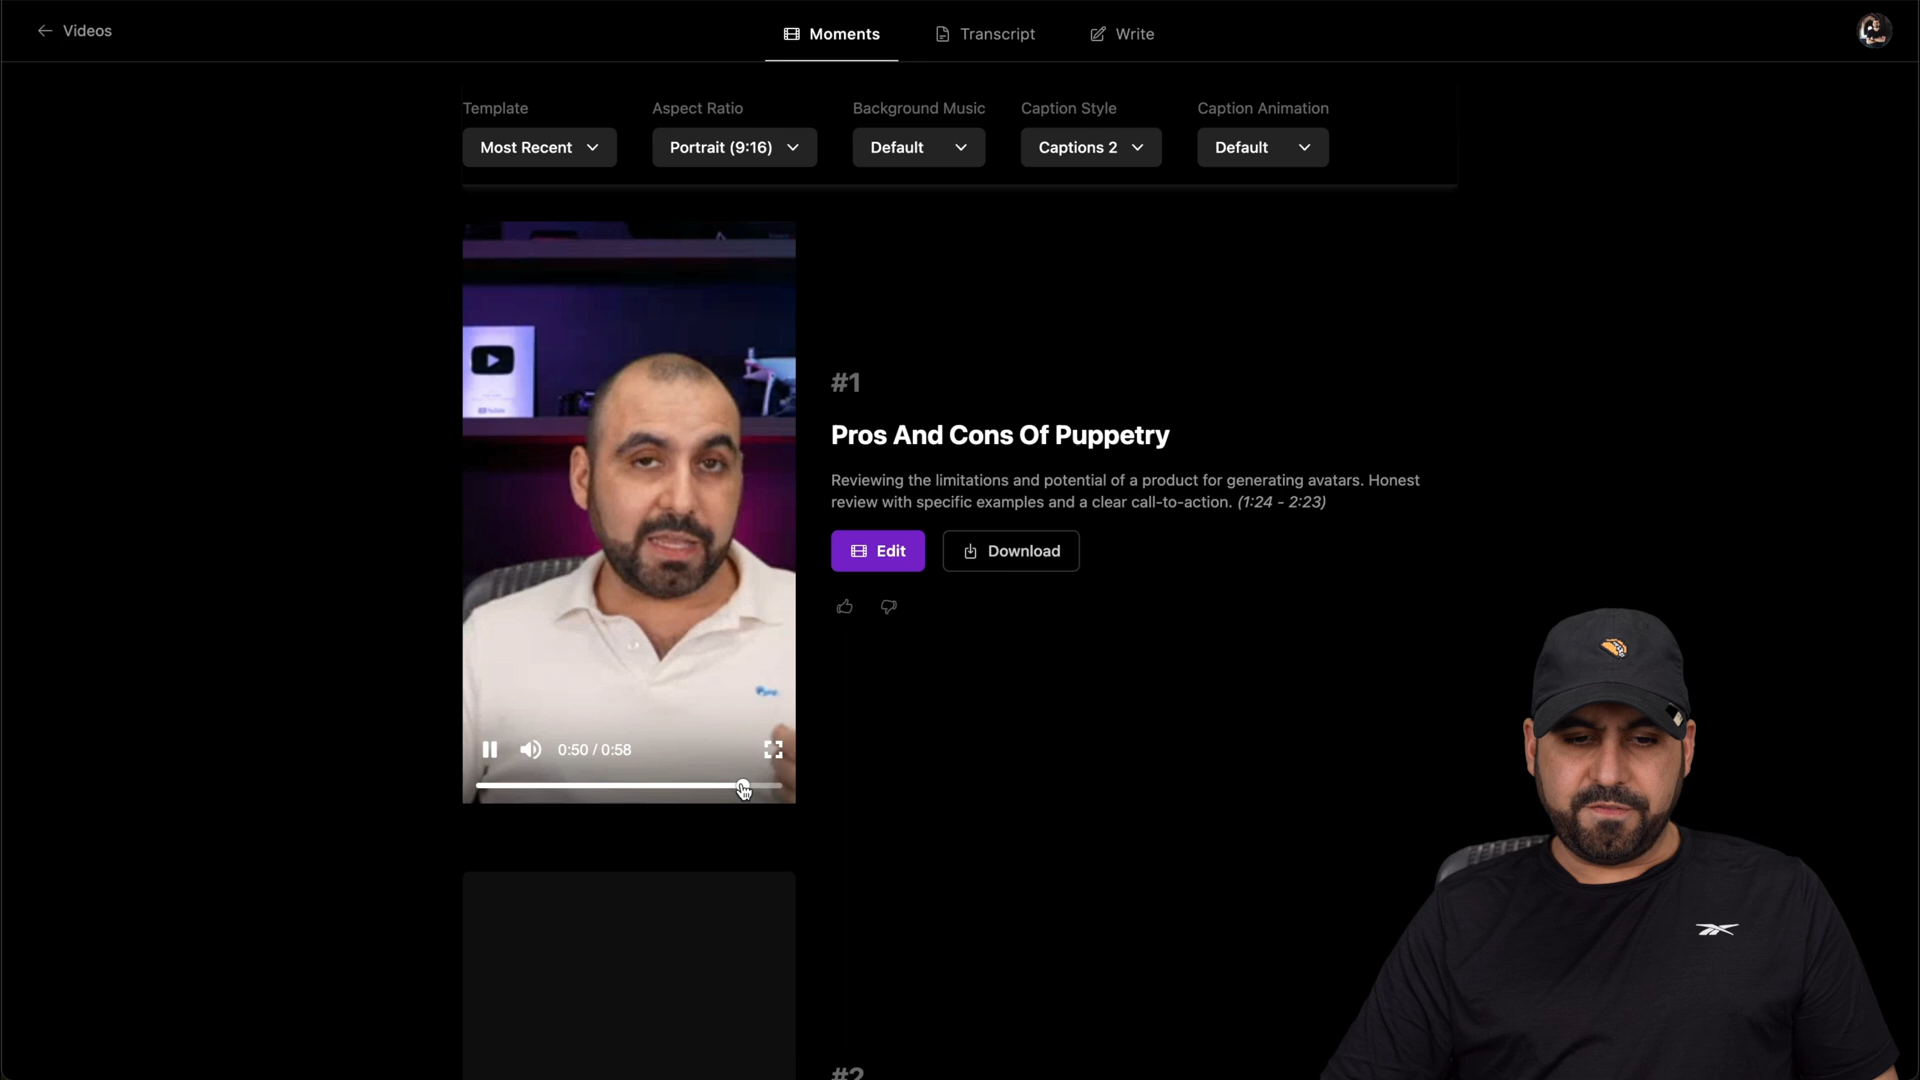 Videos
Moments
Transcript
Write
Template
Aspect Ratio
Background Music
Caption Style
Caption Animation
Most Recent
Portrait (9:16)
Default
Captions 2
Default
#1
Pros And Cons Of Puppetry
Reviewing the limitations and potential of a product for generating avatars. Honest
review with specific examples and a clear call-to-action. (1:24 - 2:23)
Edit
Download
0:50 / 0:58
#2